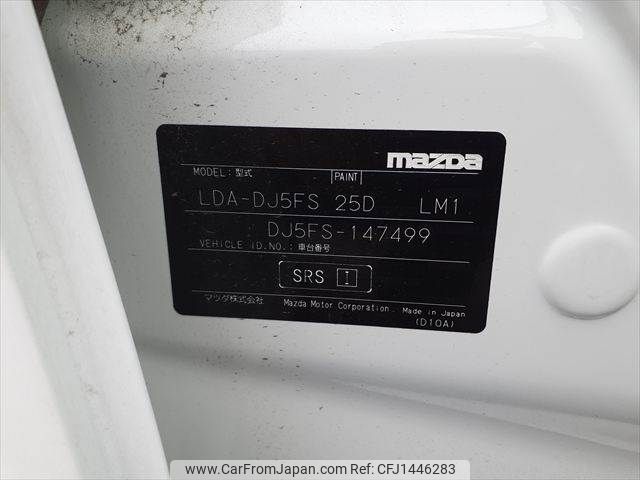 mazda
MODEL: 型式 PAINT
LDA-DJ5FS 25D LM1
DJ5FS-147499
VEHICLE ID.NO.: 車台番号
SRS I
マツダ株式会社 Mazda Motor Corporation. Made in Japan
(D10A)
www.CarFromJapan.com | CFJ1446283